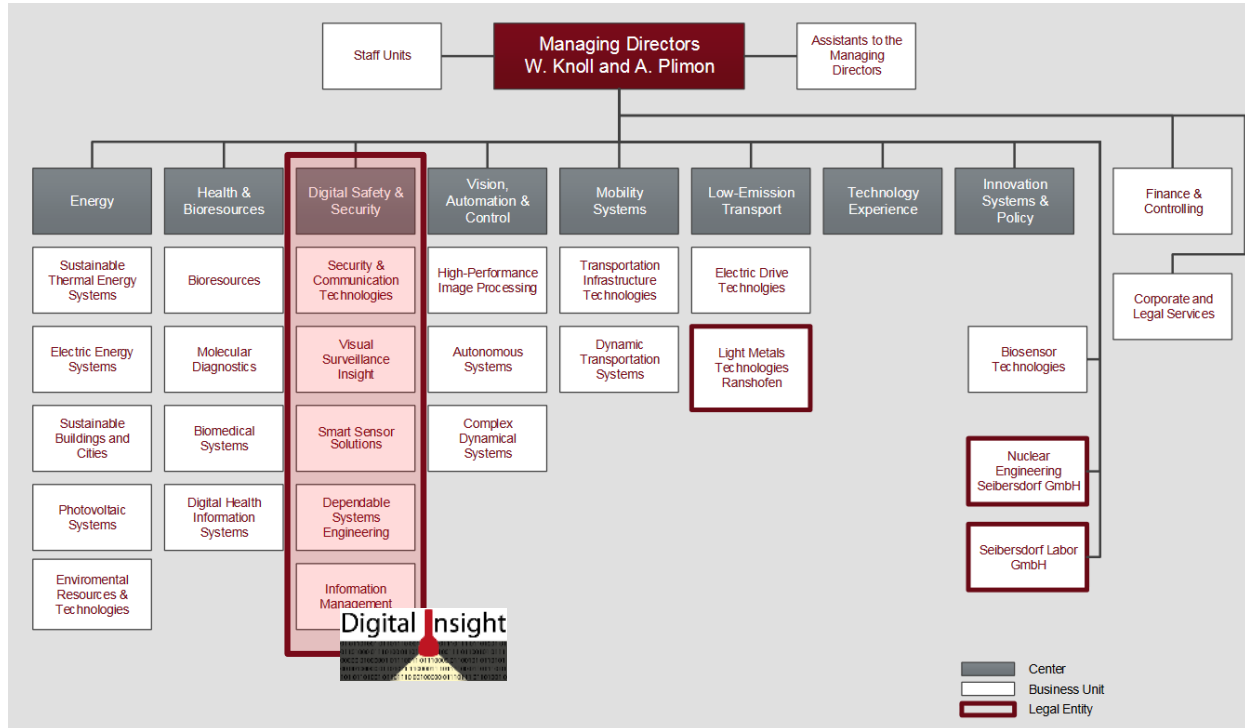 Staff Units
Managing Directors
W. Knoll and A. Plimon
Assistants to the
Managing
Directors
Energy
Health &
Bioresources
Digital Safety &
Security
Vision,
Automation &
Control
Mobility
Systems
Low-Emission
Transport
Technology
Experience
Innovation
Systems &
Policy
Finance &
Controlling
Sustainable
Thermal Energy
Systems
Bioresources
Security &
Communication
Technologies
High-Performance
Image Processing
Transportation
Infrastructure
Technologies
Electric Drive
Technolgies
Corporate and
Legal Services
Electric Energy
Systems
Molecular
Diagnostics
Visual
Surveillance
Insight
Autonomous
Systems
Dynamic
Transportation
Systems
Light Metals
Technologies
Ranshofen
Biosensor
Technologies
Sustainable
Buildings and
Cities
Biomedical
Systems
Smart Sensor
Solutions
Complex
Dynamical
Systems
Nuclear
Engineering
Seibersdorf GmbH
Photovoltaic
Systems
Digital Health
Information
Systems
Dependable
Systems
Engineering
Seibersdorf Labor
GmbH
Enviromental
Resources &
Technologies
Information
Management
Digital Insight
Center
Business Unit
Legal Entity